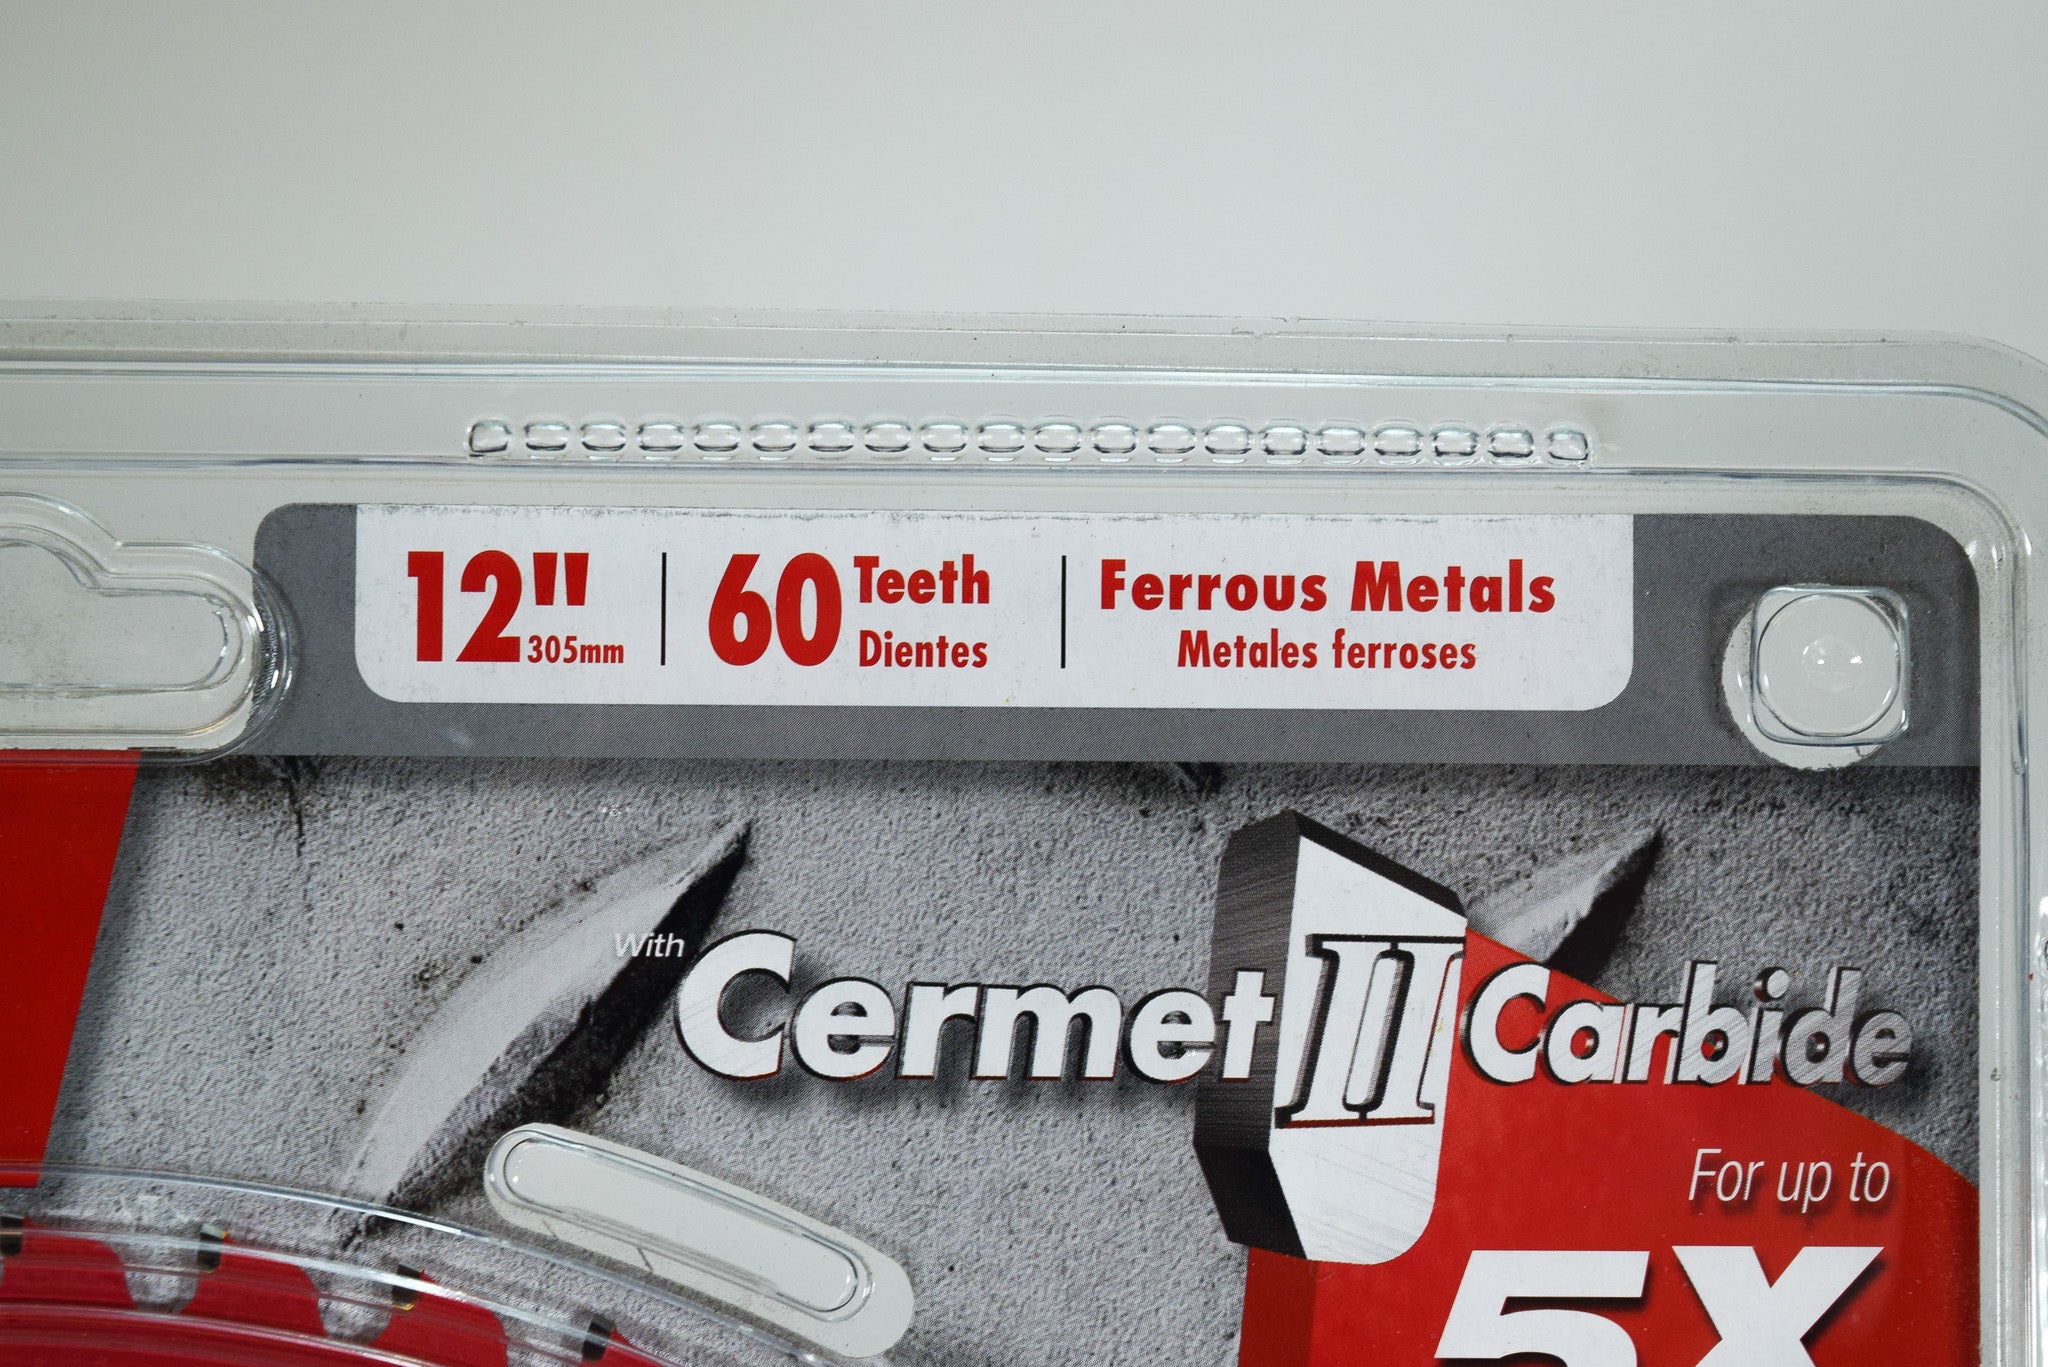 12" 305mm
60 Teeth
Dientes
Ferrous Metals
Metales ferroses
With Cermet II Carbide
For up to
5X